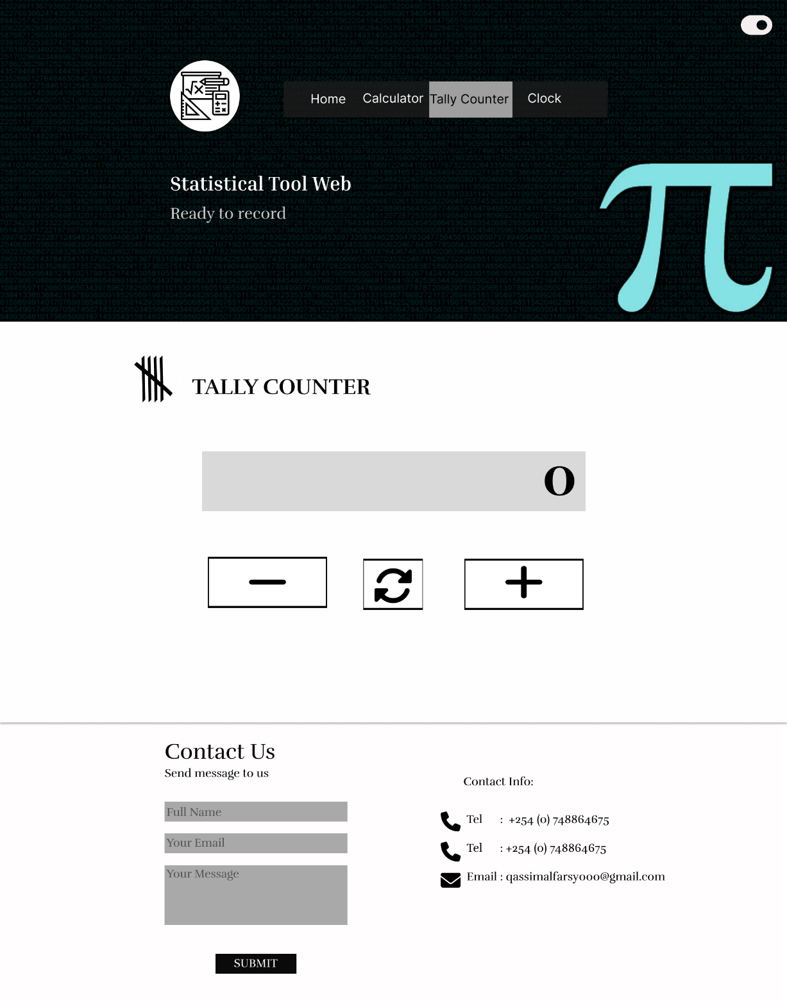 Home Calculator Tally Counter Clock
Statistical Tool Web
Ready to record
TALLY COUNTER
0
Contact Us
Send message to us
Full Name
Your Email
Your Message
SUBMIT
Contact Info:
Tel : +254 (0) 748864675
Tel : +254 (0) 748864675
Email : qassimalfarsy000@gmail.com